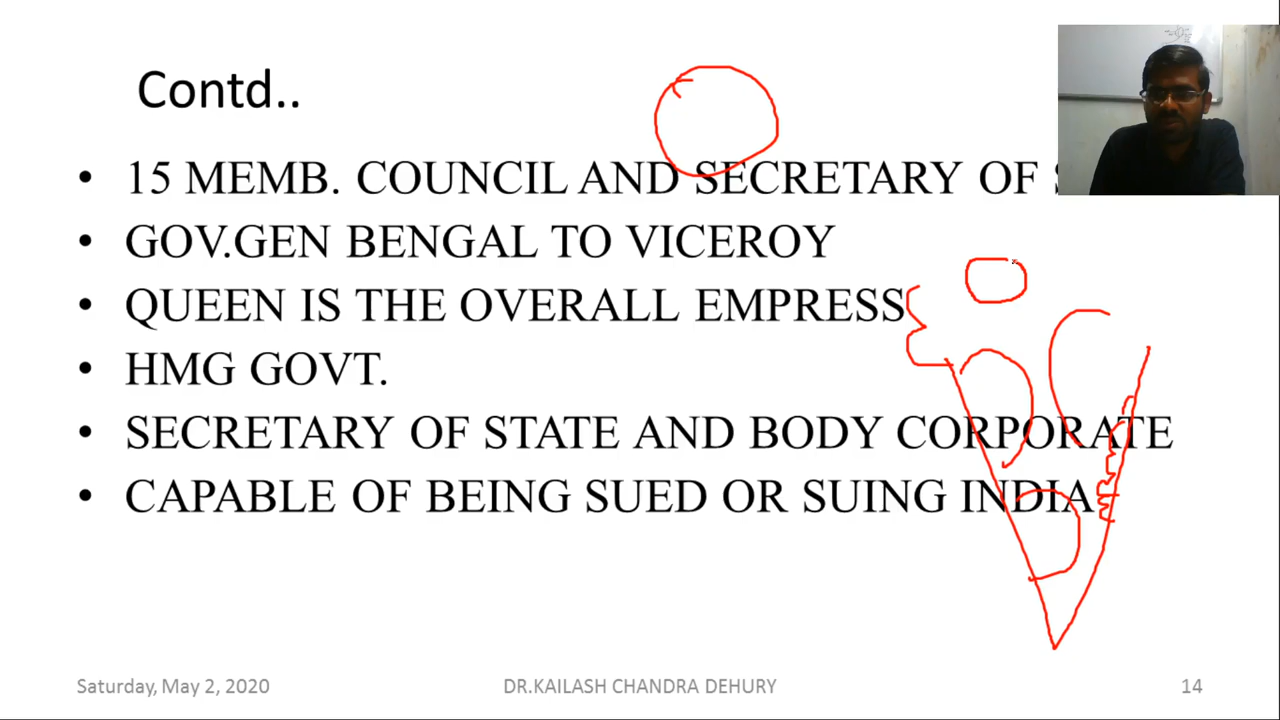 Contd..
• 15 MEMB. COUNCIL AND SECRETARY OF
• GOV.GEN BENGAL TO VICEROY
• QUEEN IS THE OVERALL EMPRESS
• HMG GOVT.
• SECRETARY OF STATE AND BODY CORPORATE
• CAPABLE OF BEING SUED OR SUING INDIA
Saturday, May 2, 2020 DR.KAILASH CHANDRA DEHURY 14